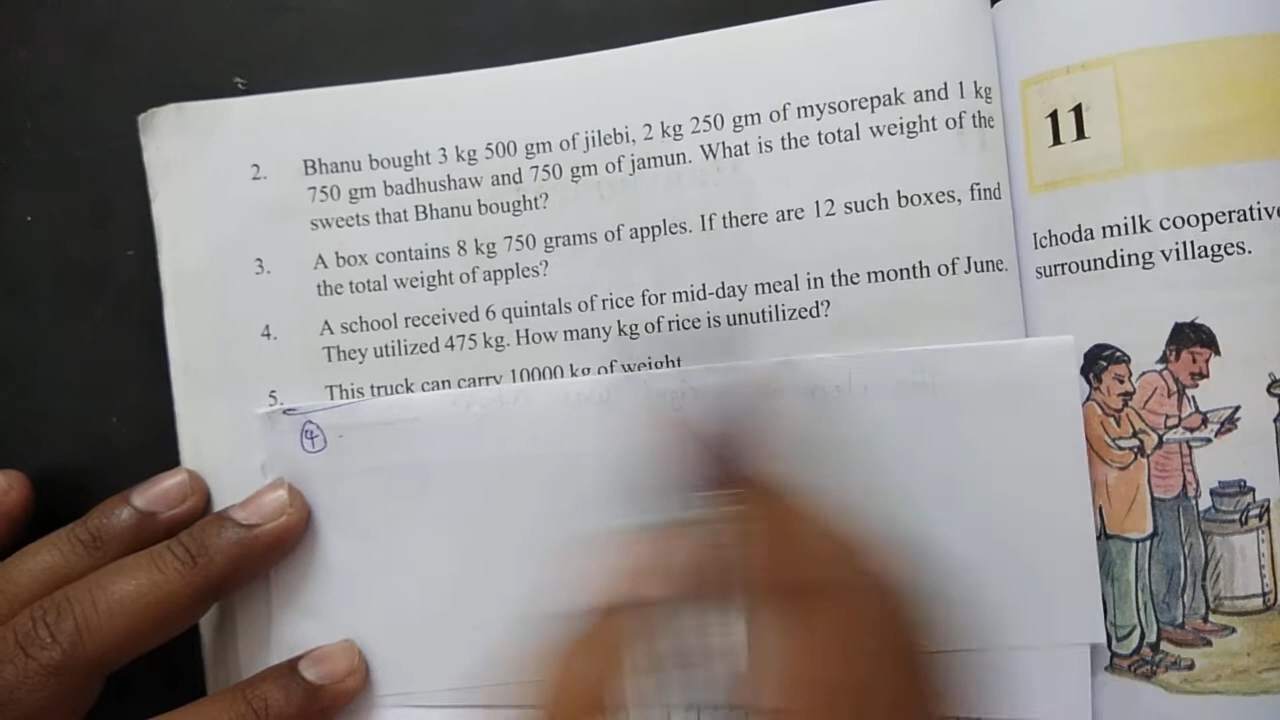 2. Bhanu bought 3 kg 500 gm of jilebi, 2 kg 250 gm of mysorepak and 1 kg
750 gm badhushaw and 750 gm of jamun. What is the total weight of the
sweets that Bhanu bought?
3. A box contains 8 kg 750 grams of apples. If there are 12 such boxes, find
the total weight of apples?
4. A school received 6 quintals of rice for mid-day meal in the month of June.
They utilized 475 kg. How many kg of rice is unutilized?
5. This truck can carry 10000 kg of weight
4
11
Ichoda milk cooperative
surrounding villages.